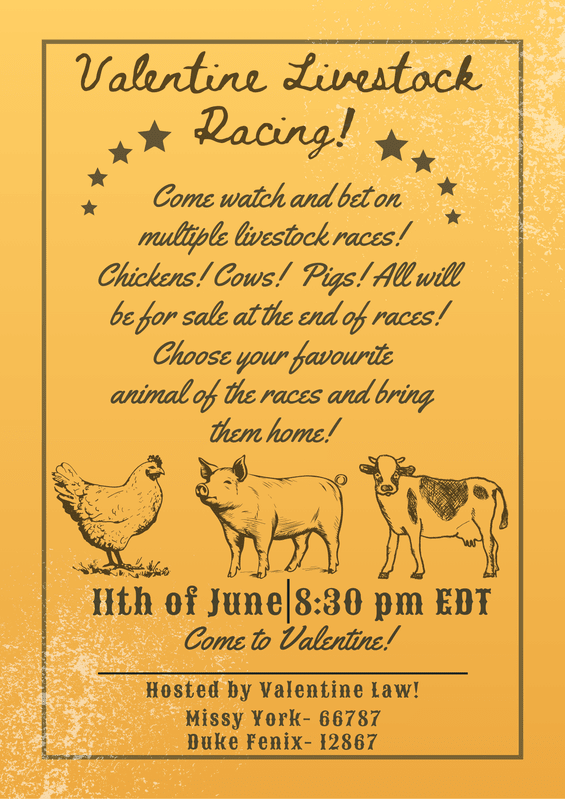 Valentine Livestock
Racing!
Come watch and bet on
multiple livestock races!
Chickens! Cows! Pigs! All will
be for sale at the end of races!
Choose your favourite
animal of the races and bring
them home!
11th of June|8:30 pm EDT
Come to Valentine!
Hosted by Valentine Law!
Missy York- 66787
Duke Fenix- 12867